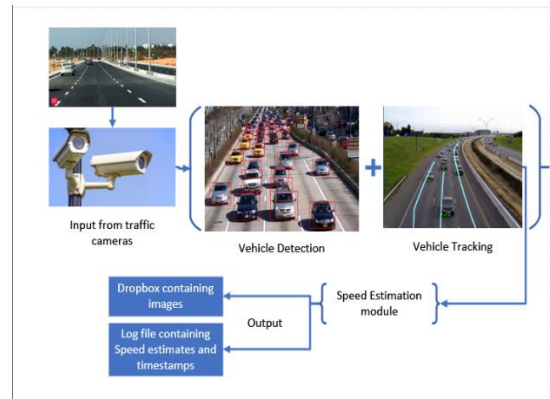 Input from traffic
cameras
Vehicle Detection
+
Vehicle Tracking
Speed Estimation
module
Output
Dropbox containing
images
Log file containing
Speed estimates and
timestamps